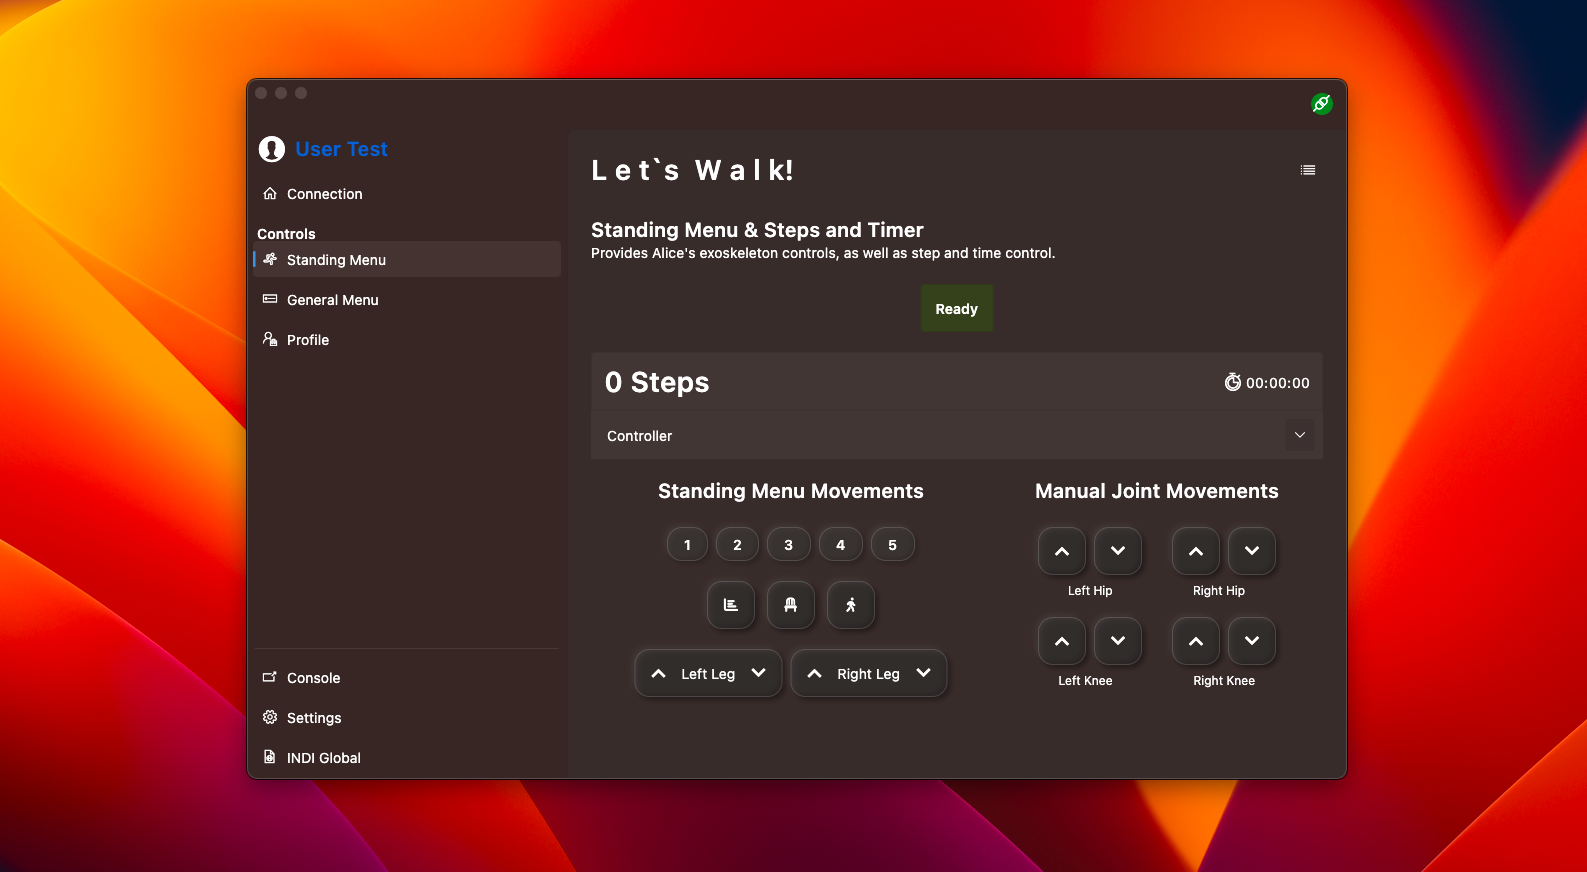 User Test
Connection
Controls
Standing Menu
General Menu
Profile
Console
Settings
INDI Global
Let`s Walk!
Standing Menu & Steps and Timer
Provides Alice's exoskeleton controls, as well as step and time control.
Ready
0 Steps
00:00:00
Controller
Standing Menu Movements
1 2 3 4 5
Left Leg
Right Leg
Manual Joint Movements
Left Hip
Right Hip
Left Knee
Right Knee